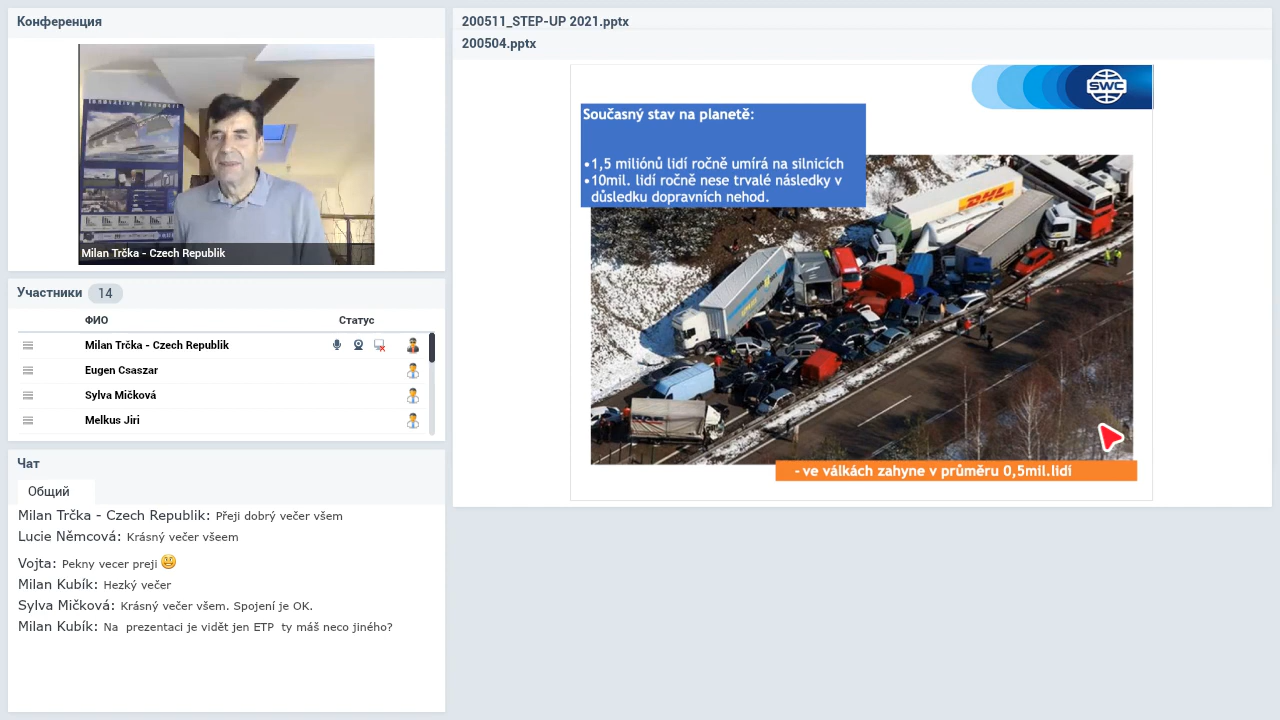 Конференция
Milan Trčka - Czech Republik
Участники 14
ФИО Статус
Milan Trčka - Czech Republik
Eugen Csaszar
Sylva Mičková
Melkus Jiri
Чат
Общий
Milan Trčka - Czech Republik: Přeji dobrý večer všem
Lucie Němcová: Krásný večer všeem
Vojta: Pekny vecer preji
Milan Kubík: Hezký večer
Sylva Mičková: Krásný večer všem. Spojení je OK.
Milan Kubík: Na prezentaci je vidět jen ETP ty máš neco jiného?
200511_STEP-UP 2021.pptx
200504.pptx
SWC
Současný stav na planetě:
•1,5 miliónů lidí ročně umírá na silnicích
•10mil. lidí ročně nese trvalé následky v
důsledku dopravních nehod.
DHL
- ve válkách zahyne v průměru 0,5mil.lidí